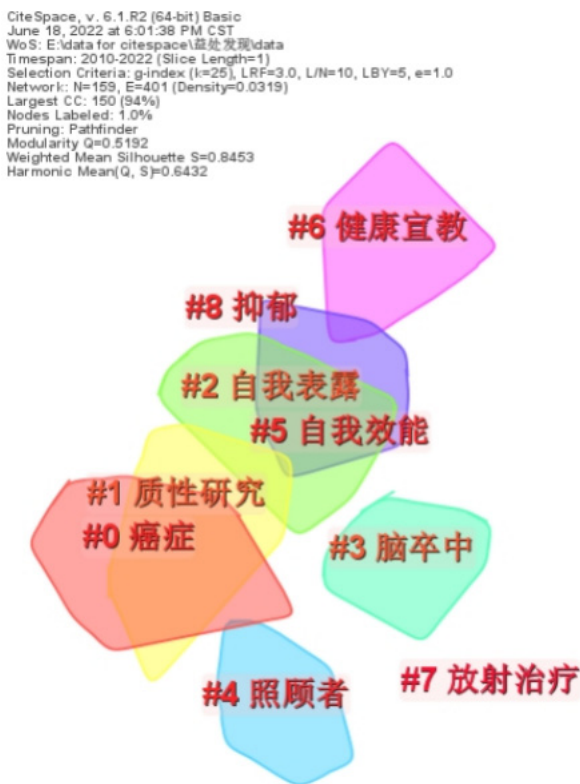 CiteSpace, v. 6.1.R2 (64-bit) Basic
June 18, 2022 at 6:01:38 PM CST
WoS: E:\data for citespace\益处发现\data
Timespan: 2010-2022 (Slice Length=1)
Selection Criteria: g-index (k=25), LRF=3.0, L/N=10, LBY=5, e=1.0
Network: N=159, E=401 (Density=0.0319)
Largest CC: 150 (94%)
Nodes Labeled: 1.0%
Pruning: Pathfinder
Modularity Q=0.5192
Weighted Mean Silhouette S=0.8453
Harmonic Mean(Q, S)=0.6432
#6 健康宣教
#8 抑郁
#2 自我表露
#5 自我效能
#1 质性研究
#0 癌症
#3 脑卒中
#4 照顾者
#7 放射治疗